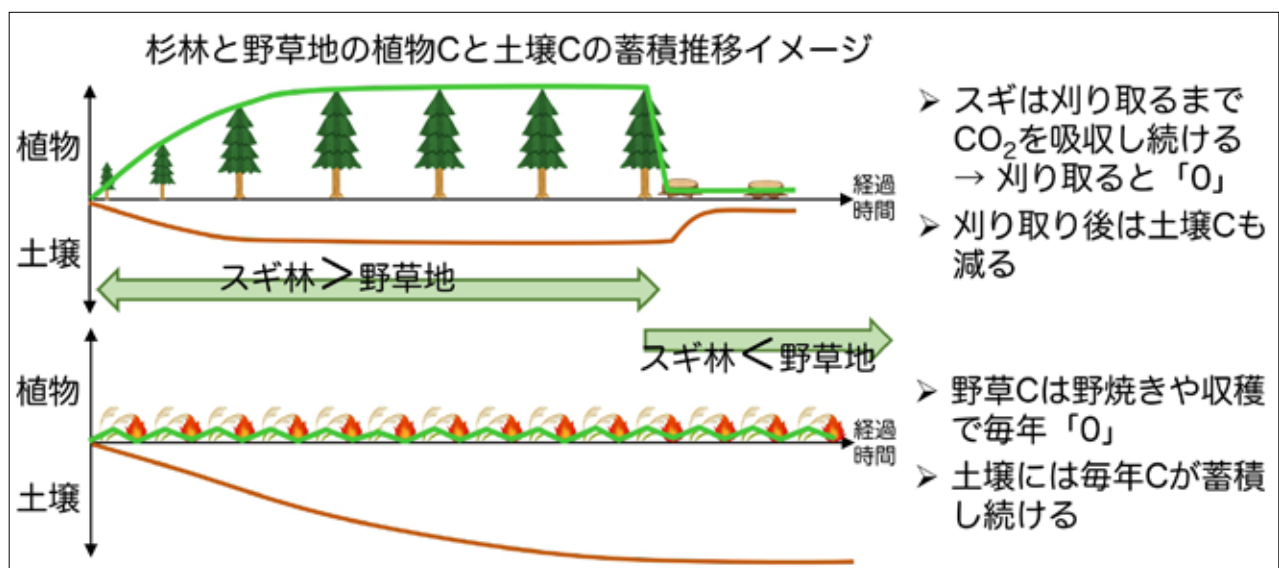 杉林と野草地の植物Cと土壌Cの蓄積推移イメージ
植物
土壌
経過
時間
スギ林＞野草地
スギ林＜野草地
➢ スギは刈り取るまで
CO₂を吸収し続ける
→ 刈り取ると「0」
➢ 刈り取り後は土壌Cも
減る
植物
土壌
経過
時間
➢ 野草Cは野焼きや収穫
で毎年「0」
➢ 土壌には毎年Cが蓄積
し続ける